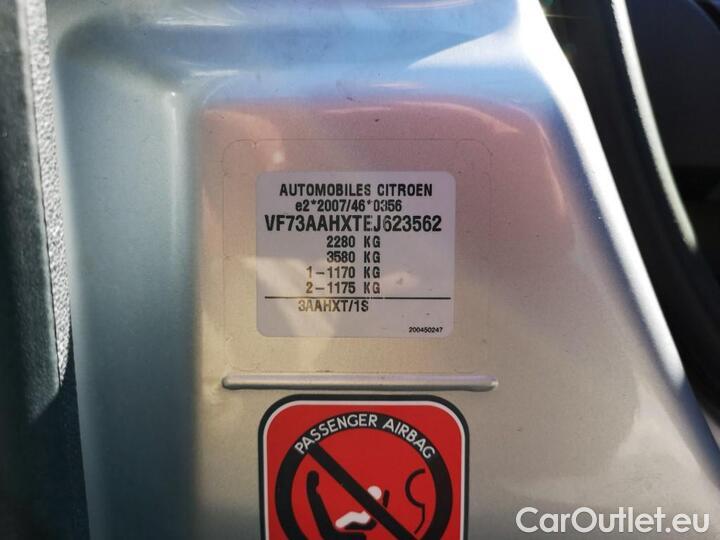 AUTOMOBILES CITROEN
e2*2007/46*0356
VF73AAHXTEJ623562
2280 KG
3580 KG
1-1170 KG
2-1175 KG
3AAHXT/1S
200450247
PASSENGER AIRBAG
CarOutlet.eu